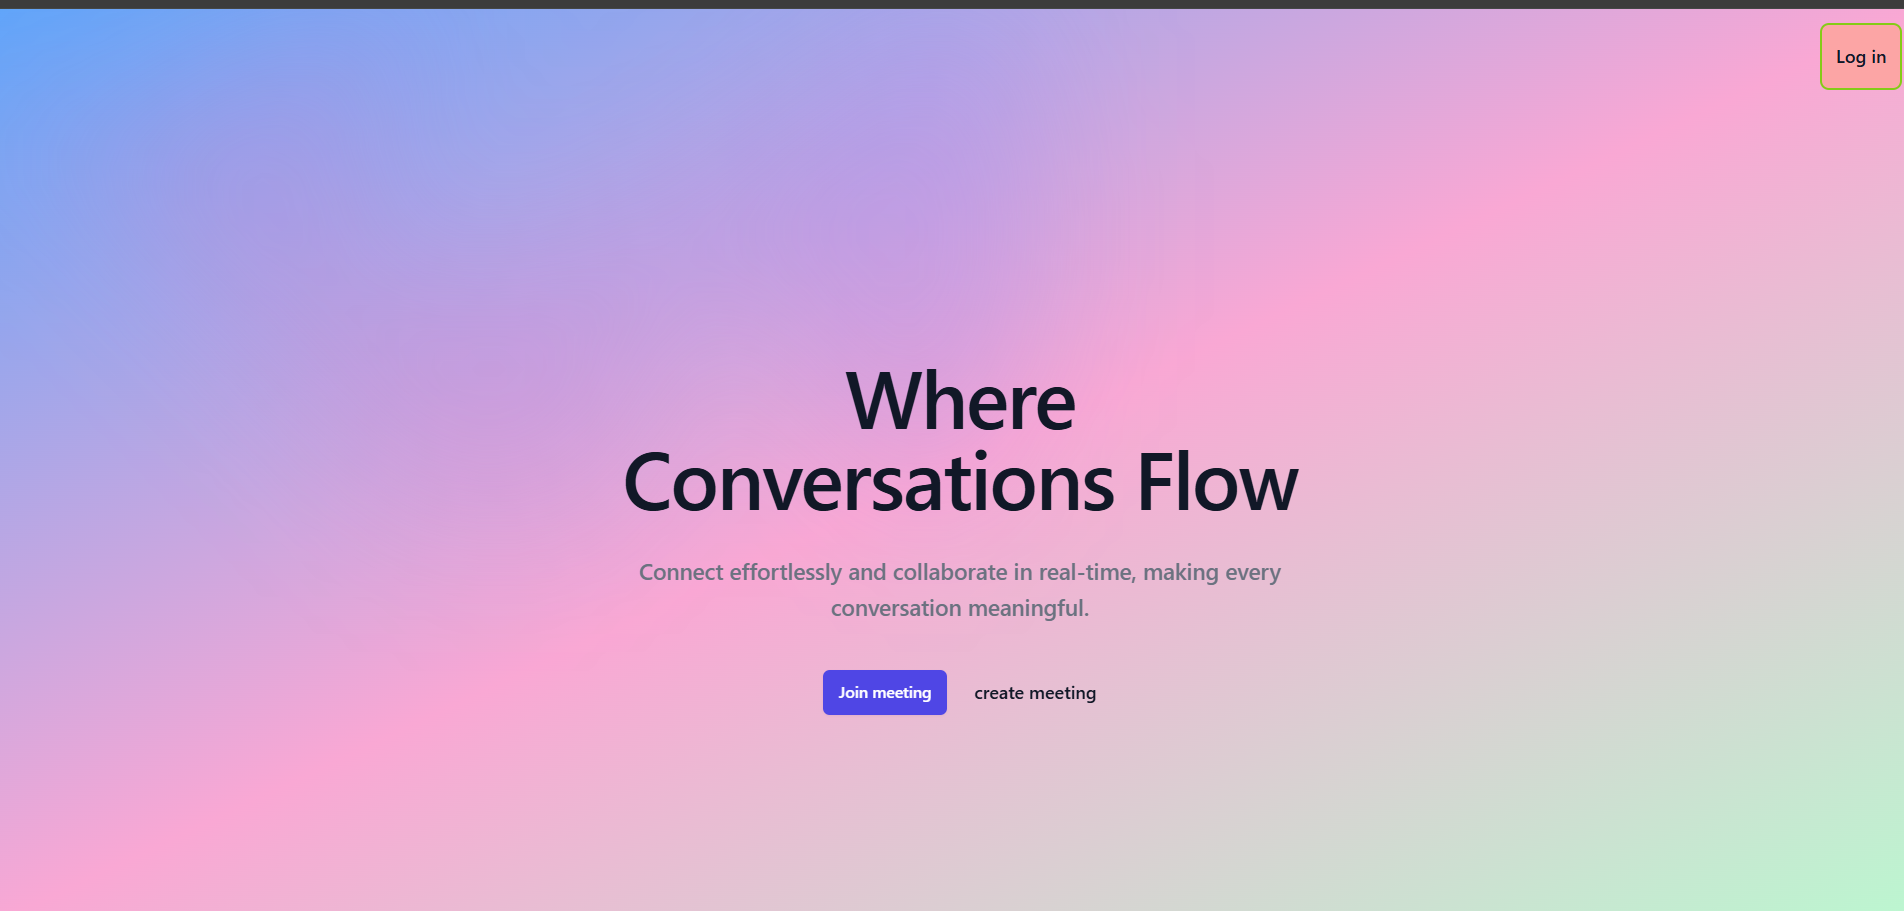 Log in
Where
Conversations Flow
Connect effortlessly and collaborate in real-time, making every
conversation meaningful.
Join meeting
create meeting